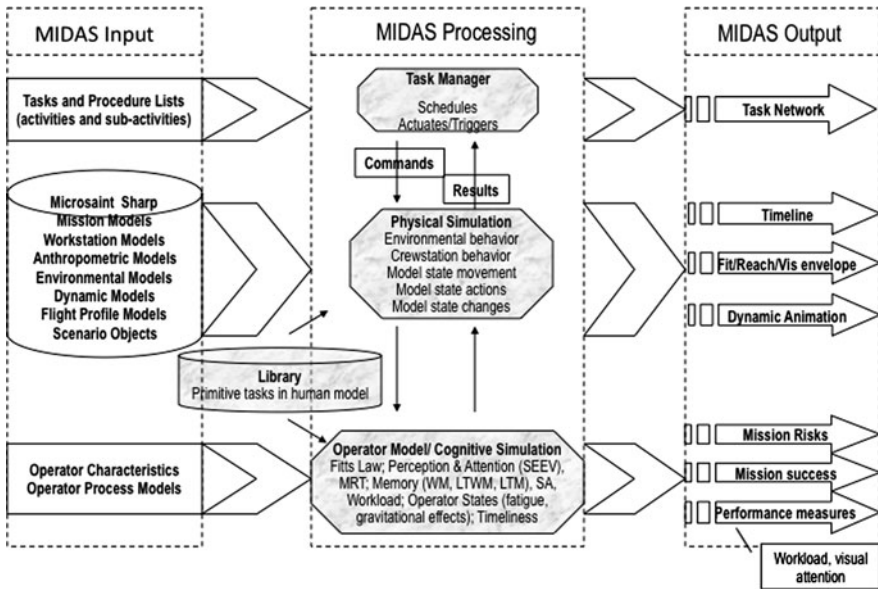 MIDAS Input
MIDAS Processing
MIDAS Output
Tasks and Procedure Lists
(activities and sub-activities)
Task Manager
Schedules
Actuates/Triggers
Task Network
Commands
Results
Microsaint Sharp
Mission Models
Workstation Models
Anthropometric Models
Environmental Models
Dynamic Models
Flight Profile Models
Scenario Objects
Physical Simulation
Environmental behavior
Crewstation behavior
Model state movement
Model state actions
Model state changes
Timeline
Fit/Reach/Vis envelope
Dynamic Animation
Library
Primitive tasks in human model
Operator Characteristics
Operator Process Models
Operator Model/ Cognitive Simulation
Fitts Law; Perception & Attention (SEEV),
MRT; Memory (WM, LTWM, LTM), SA,
Workload; Operator States (fatigue,
gravitational effects); Timeliness
Mission Risks
Mission success
Performance measures
Workload, visual
attention